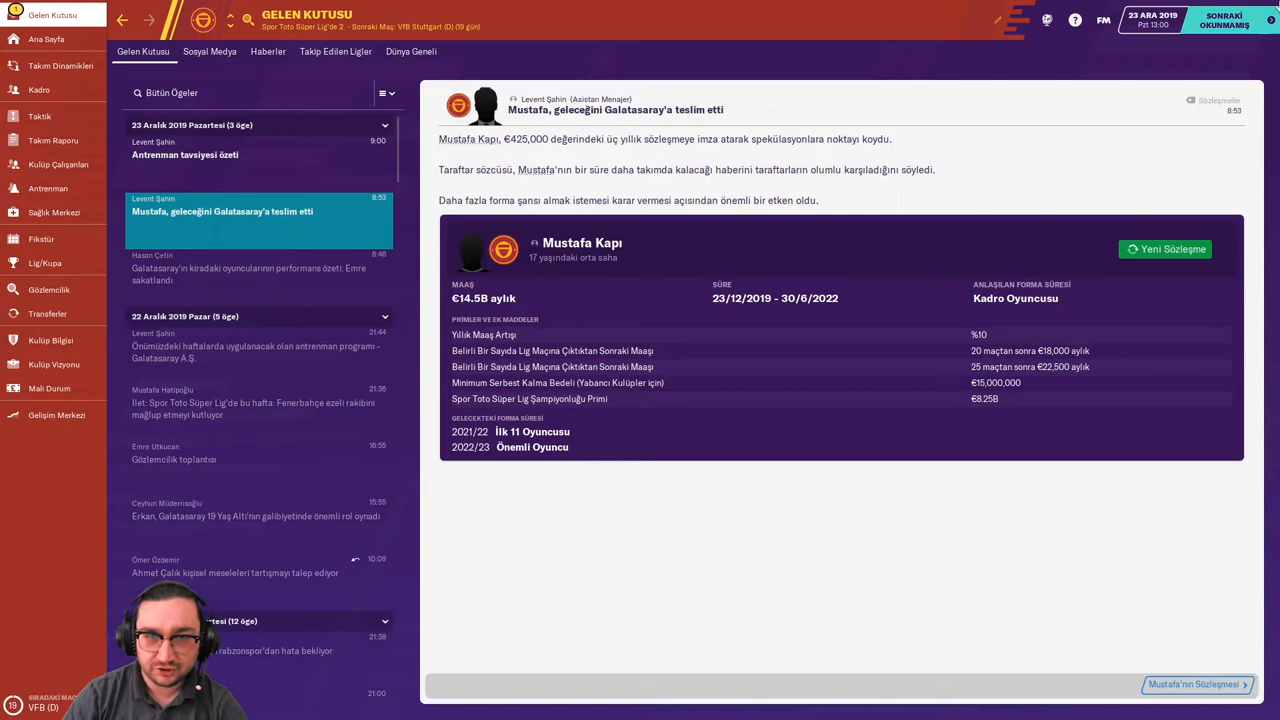 1
Gelen Kutusu
Ana Sayfa
Takım Dinamikleri
Kadro
Taktik
Takım Raporu
Kulüp Çalışanları
Antrenman
Sağlık Merkezi
Fikstür
Lig/Kupa
Gözlemcilik
Transferler
Kulüp Bilgisi
Kulüp Vizyonu
Mali Durum
Gelişim Merkezi
19
VFB (D)
GELEN KUTUSU
Spor Toto Süper Lig'de 2. - Sonraki Maç: VfB Stuttgart (D) (19 gün)
FM
23 ARA 2019
Pzt 13:00
SONRAKİ
OKUNMAMIŞ
Gelen Kutusu Sosyal Medya Haberler Takip Edilen Ligler Dünya Geneli
Bütün Ögeler
23 Aralık 2019 Pazartesi (3 öge)
Levent Şahin 9:00
Antrenman tavsiyesi özeti
Levent Şahin 8:53
Mustafa, geleceğini Galatasaray'a teslim etti
Hasan Çetin 8:46
Galatasaray'ın kiradaki oyuncularının performans özeti: Emre
sakatlandı
22 Aralık 2019 Pazar (5 öge)
Levent Şahin 21:44
Önümüzdeki haftalarda uygulanacak olan antrenman programı -
Galatasaray A.Ş.
Mustafa Hatipoğlu 21:36
İlet: Spor Toto Süper Lig'de bu hafta: Fenerbahçe ezeli rakibini
mağlup etmeyi kutluyor
Emre Utkucan 16:55
Gözlemcilik toplantısı
Ceyhun Müderrisoğlu 15:55
Erkan, Galatasaray 19 Yaş Altı'nın galibiyetinde önemli rol oynadı
Ömer Özdemir 10:09
Ahmet Çalık kişisel meseleleri tartışmayı talep ediyor
(12 öge)
21:38
Trabzonspor'dan hata bekliyor
21:00
Levent Şahin (Asistan Menajer)
Mustafa, geleceğini Galatasaray'a teslim etti
Sözleşmeler
8:53
Mustafa Kapı, €425,000 değerindeki üç yıllık sözleşmeye imza atarak spekülasyonlara noktayı koydu.
Taraftar sözcüsü, Mustafa'nın bir süre daha takımda kalacağı haberini taraftarların olumlu karşıladığını söyledi.
Daha fazla forma şansı almak istemesi karar vermesi açısından önemli bir etken oldu.
Mustafa Kapı
17 yaşındaki orta saha
Yeni Sözleşme
MAAŞ SÜRE ANLAŞILAN FORMA SÜRESİ
€14.5B aylık 23/12/2019 - 30/6/2022 Kadro Oyuncusu
PRİMLER VE EK MADDELER
Yıllık Maaş Artışı %10
Belirli Bir Sayıda Lig Maçına Çıktıktan Sonraki Maaşı 20 maçtan sonra €18,000 aylık
Belirli Bir Sayıda Lig Maçına Çıktıktan Sonraki Maaşı 25 maçtan sonra €22,500 aylık
Minimum Serbest Kalma Bedeli (Yabancı Kulüpler için) €15,000,000
Spor Toto Süper Lig Şampiyonluğu Primi €8.25B
GELECEKTEKİ FORMA SÜRESİ
2021/22 İlk 11 Oyuncusu
2022/23 Önemli Oyuncu
Mustafa'nın Sözleşmesi